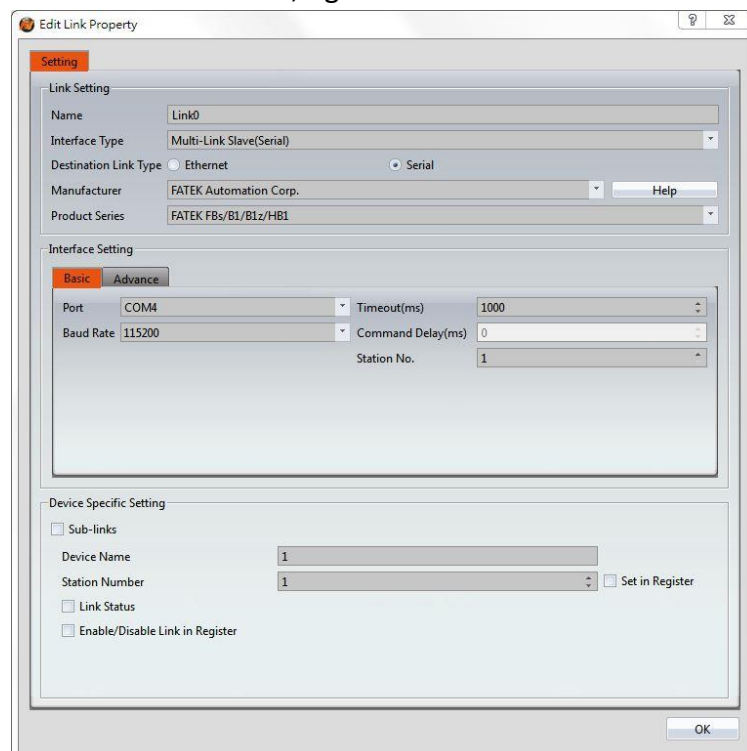 Edit Link Property
Setting
Link Setting
Name Link0
Interface Type Multi-Link Slave(Serial)
Destination Link Type Ethernet Serial
Manufacturer FATEK Automation Corp. Help
Product Series FATEK FBs/B1/B1z/HB1
Interface Setting
Basic Advance
Port COM4 Timeout(ms) 1000
Baud Rate 115200 Command Delay(ms) 0
Station No. 1
Device Specific Setting
Sub-links
Device Name 1
Station Number 1 Set in Register
Link Status
Enable/Disable Link in Register
OK